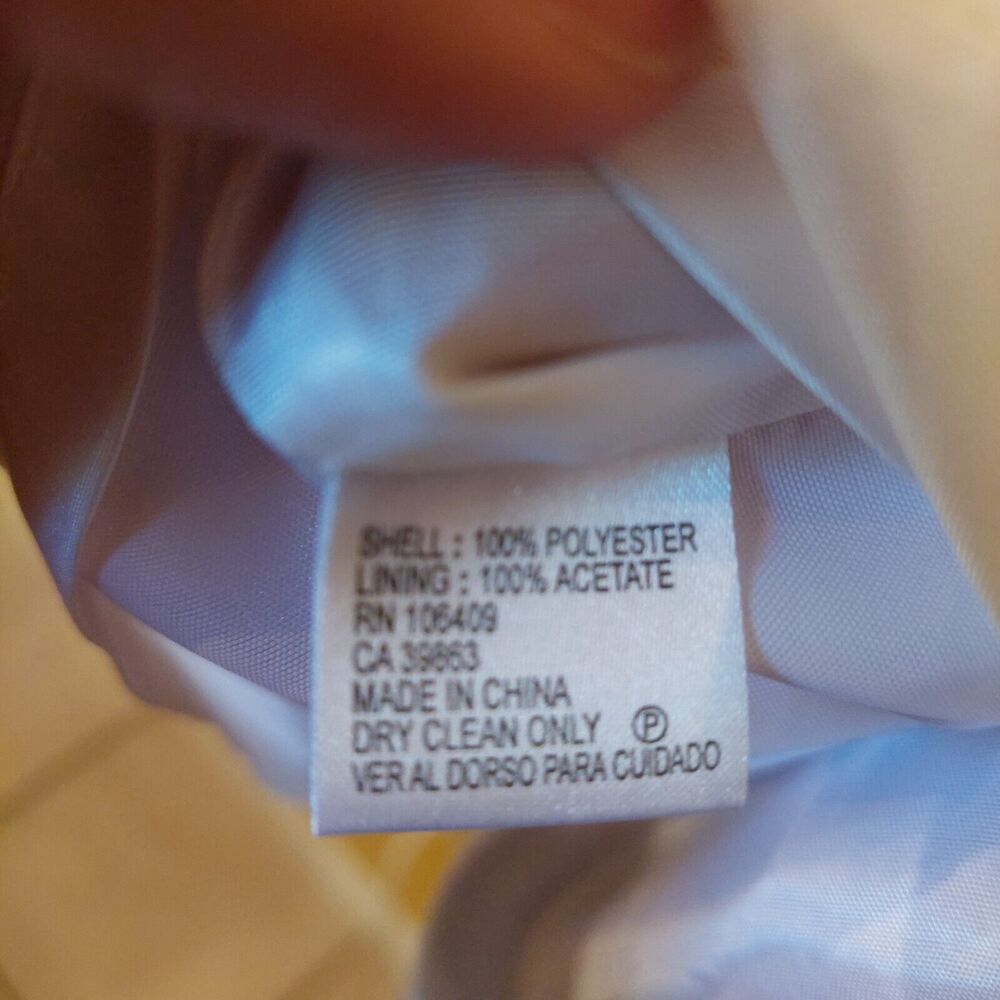 SHELL : 100% POLYESTER
LINING : 100% ACETATE
RN 106409
CA 39863
MADE IN CHINA
DRY CLEAN ONLY Ⓟ
VER AL DORSO PARA CUIDADO